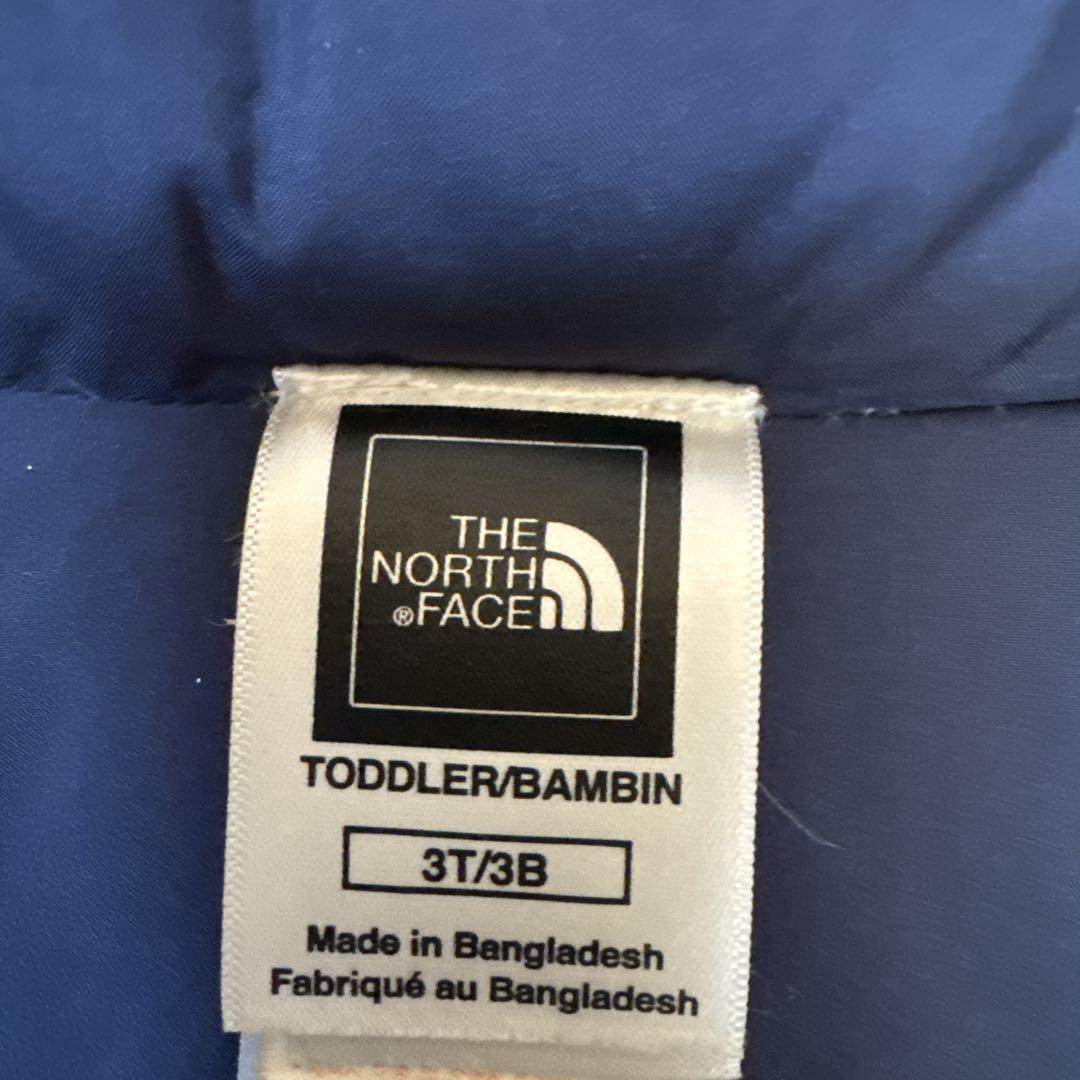 THE
NORTH
®FACE
TODDLER/BAMBIN
3T/3B
Made in Bangladesh
Fabriqué au Bangladesh